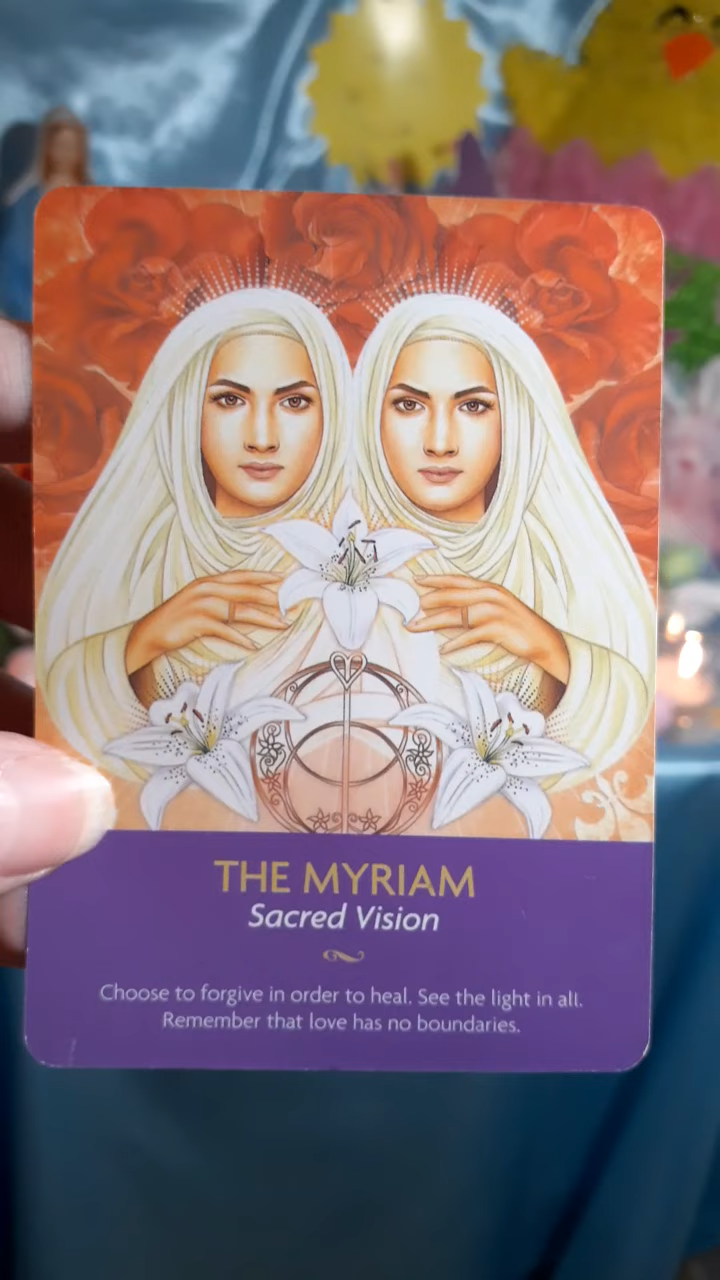 THE MYRIAM
Sacred Vision
Choose to forgive in order to heal. See the light in all.
Remember that love has no boundaries.